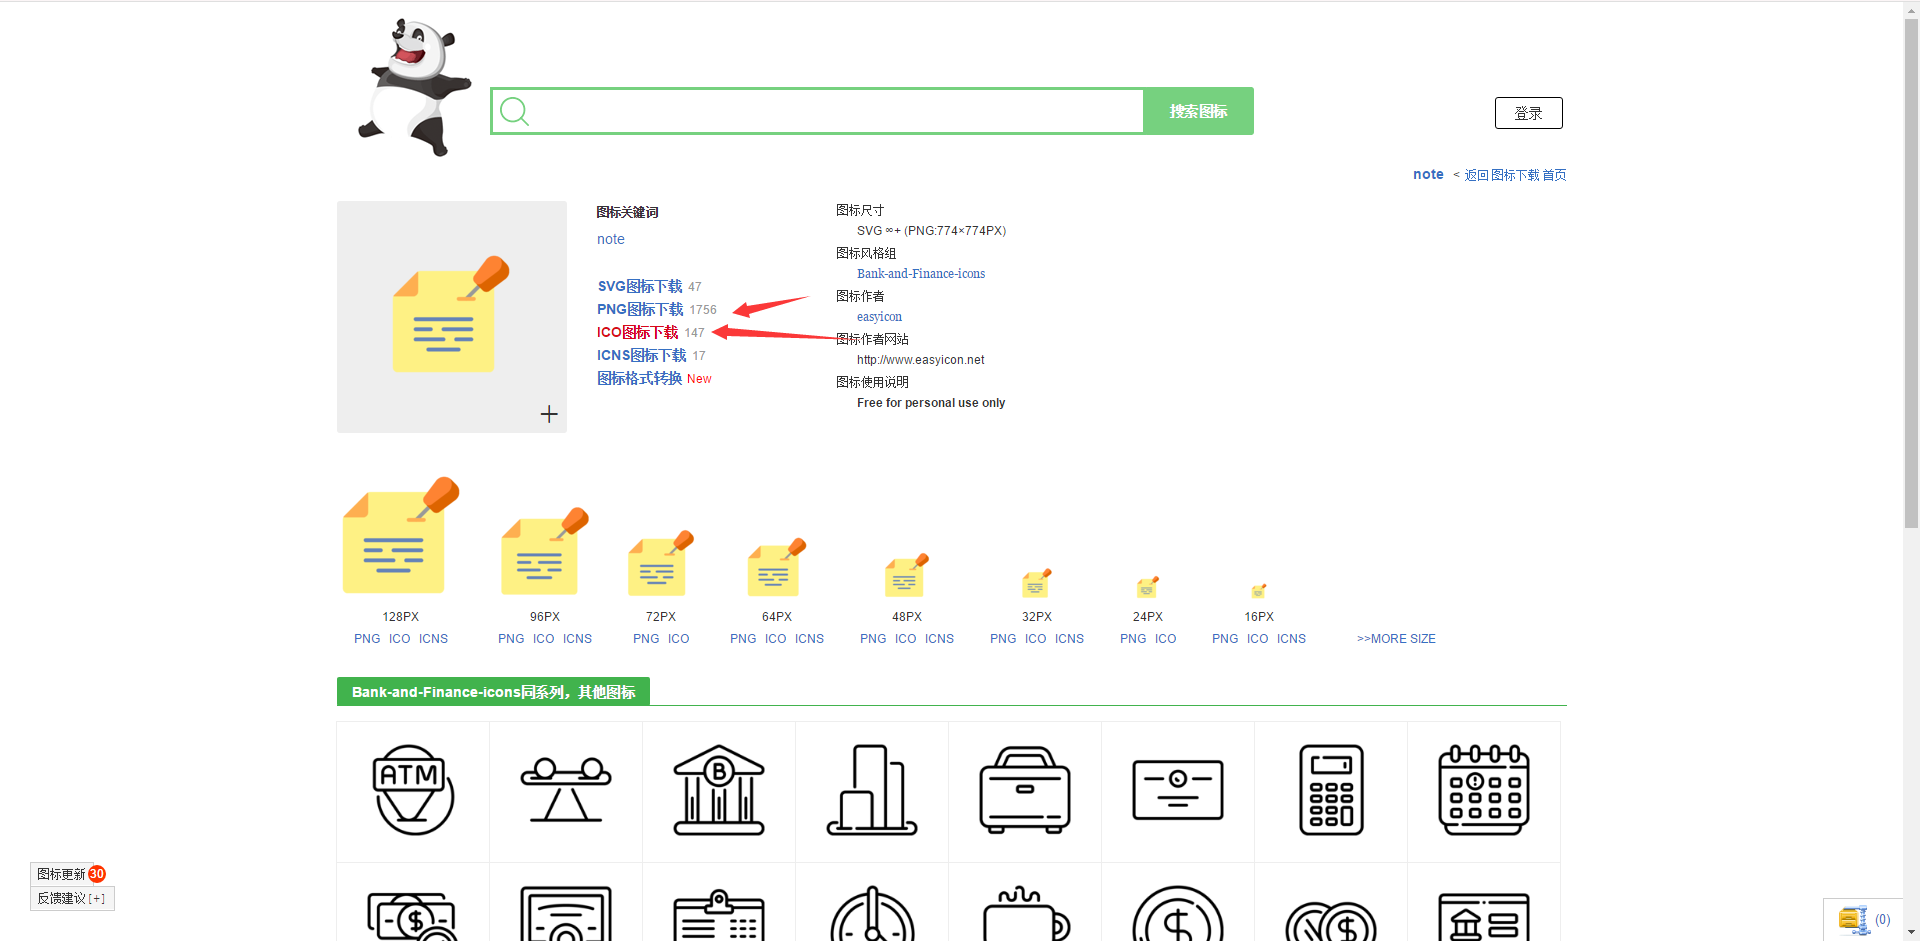 搜索图标
登录
note < 返回 图标下载 首页
图标关键词
note
SVG图标下载 47
PNG图标下载 1756
ICO图标下载 147
ICNS图标下载 17
图标格式转换 New
图标尺寸
SVG ∞+ (PNG:774×774PX)
图标风格组
Bank-and-Finance-icons
图标作者
easyicon
图标作者网站
http://www.easyicon.net
图标使用说明
Free for personal use only
128PX 96PX 72PX 64PX 48PX 32PX 24PX 16PX
PNG ICO ICNS PNG ICO ICNS PNG ICO PNG ICO ICNS PNG ICO ICNS PNG ICO ICNS PNG ICO PNG ICO ICNS >>MORE SIZE
Bank-and-Finance-icons同系列，其他图标
ATM
B
$
$
$
图标更新 30
反馈建议 [+]
(0)